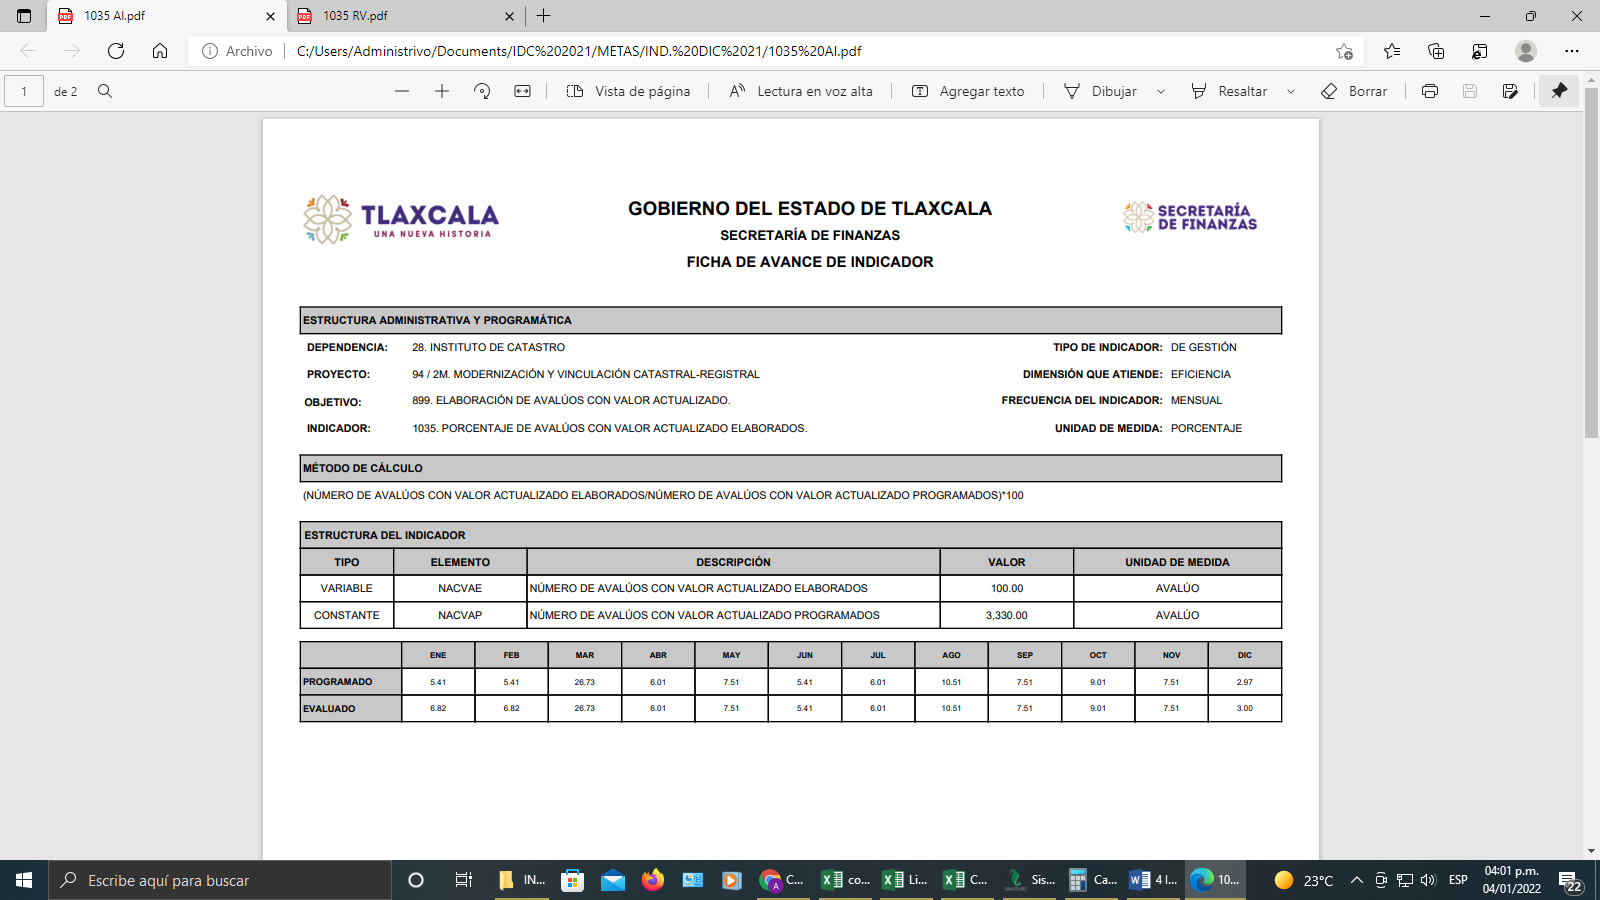 1035 AI.pdf
1035 RV.pdf
Archivo C:/Users/Administrivo/Documents/IDC%202021/METAS/IND.%20DIC%2021/1035%20AI.pdf
1 de 2 Vista de página Lectura en voz alta Agregar texto Dibujar Resaltar Borrar
TLAXCALA
UNA NUEVA HISTORIA
GOBIERNO DEL ESTADO DE TLAXCALA
SECRETARÍA DE FINANZAS
FICHA DE AVANCE DE INDICADOR
SECRETARÍA
DE FINANZAS
ESTRUCTURA ADMINISTRATIVA Y PROGRAMÁTICA
DEPENDENCIA: 28. INSTITUTO DE CATASTRO TIPO DE INDICADOR: DE GESTIÓN
PROYECTO: 94 / 2M. MODERNIZACIÓN Y VINCULACIÓN CATASTRAL-REGISTRAL DIMENSIÓN QUE ATIENDE: EFICIENCIA
OBJETIVO: 899. ELABORACIÓN DE AVALÚOS CON VALOR ACTUALIZADO. FRECUENCIA DEL INDICADOR: MENSUAL
INDICADOR: 1035. PORCENTAJE DE AVALÚOS CON VALOR ACTUALIZADO ELABORADOS. UNIDAD DE MEDIDA: PORCENTAJE
MÉTODO DE CÁLCULO
(NÚMERO DE AVALÚOS CON VALOR ACTUALIZADO ELABORADOS/NÚMERO DE AVALÚOS CON VALOR ACTUALIZADO PROGRAMADOS)*100
ESTRUCTURA DEL INDICADOR
TIPO ELEMENTO DESCRIPCIÓN VALOR UNIDAD DE MEDIDA
VARIABLE NACVAE NÚMERO DE AVALÚOS CON VALOR ACTUALIZADO ELABORADOS 100.00 AVALÚO
CONSTANTE NACVAP NÚMERO DE AVALÚOS CON VALOR ACTUALIZADO PROGRAMADOS 3,330.00 AVALÚO
ENE FEB MAR ABR MAY JUN JUL AGO SEP OCT NOV DIC
PROGRAMADO 5.41 5.41 26.73 6.01 7.51 5.41 6.01 10.51 7.51 9.01 7.51 2.97
EVALUADO 6.82 6.82 26.73 6.01 7.51 5.41 6.01 10.51 7.51 9.01 7.51 3.00
Escribe aquí para buscar IN... C... co... Li... C... Sis... Ca... 4 I... 10... 23°C ESP 04:01 p.m.
04/01/2022 22